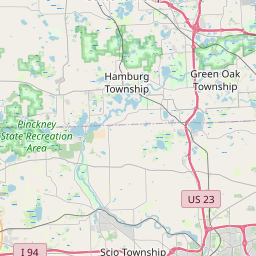 Hamburg
Township
Green Oak
Township
Pinckney
State Recreation
Area
US 23
I 94
Scio Township